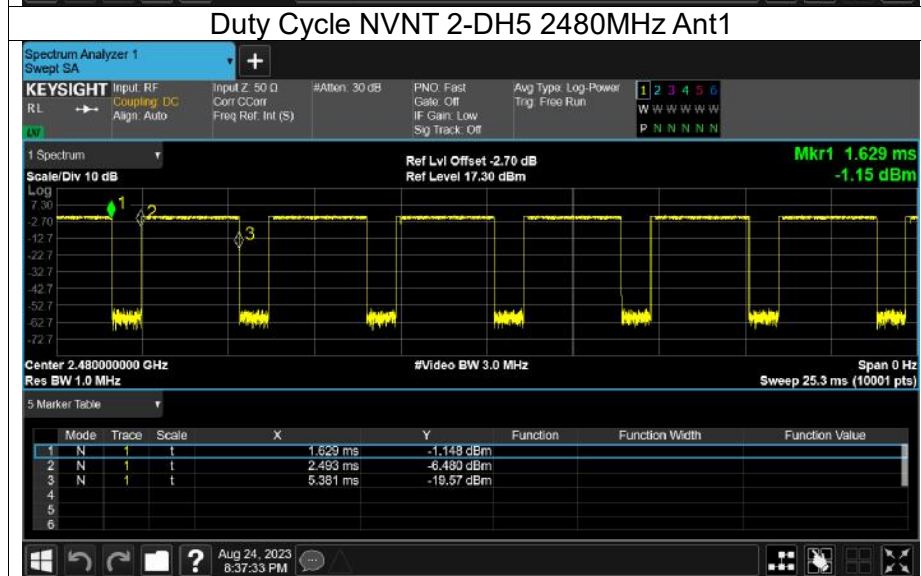 Duty Cycle NVNT 2-DH5 2480MHz Ant1
Spectrum Analyzer 1
Swept SA
+
KEYSIGHT Input: RF Input Z: 50 Ω #Atten: 30 dB PNO: Fast Avg Type: Log-Power 1 2 3 4 5 6
RL Coupling: DC Corr CCorr Gate: Off Trig: Free Run W W W W W W
Align: Auto Freq Ref: Int (S) IF Gain: Low
LXI Sig Track: Off P N N N N N
1 Spectrum Ref Lvl Offset -2.70 dB Mkr1 1.629 ms
Scale/Div 10 dB Ref Level 17.30 dBm -1.15 dBm
Log
7.30
-2.70
-12.7
-22.7
-32.7
-42.7
-52.7
-62.7
-72.7
1
2
3
Center 2.480000000 GHz #Video BW 3.0 MHz Span 0 Hz
Res BW 1.0 MHz Sweep 25.3 ms (10001 pts)
5 Marker Table
Mode Trace Scale X Y Function Function Width Function Value
1 N 1 t 1.629 ms -1.148 dBm
2 N 1 t 2.493 ms -6.480 dBm
3 N 1 t 5.381 ms -19.57 dBm
4
5
6
? Aug 24, 2023
8:37:33 PM